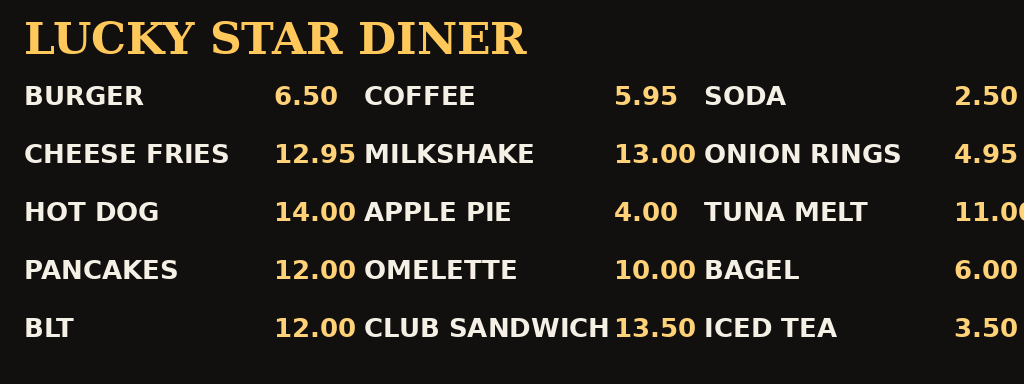 LUCKY STAR DINER
BURGER 6.50 COFFEE 5.95 SODA 2.50
CHEESE FRIES 12.95 MILKSHAKE 13.00 ONION RINGS 4.95
HOT DOG 14.00 APPLE PIE 4.00 TUNA MELT 11.00
PANCAKES 12.00 OMELETTE 10.00 BAGEL 6.00
BLT 12.00 CLUB SANDWICH 13.50 ICED TEA 3.50